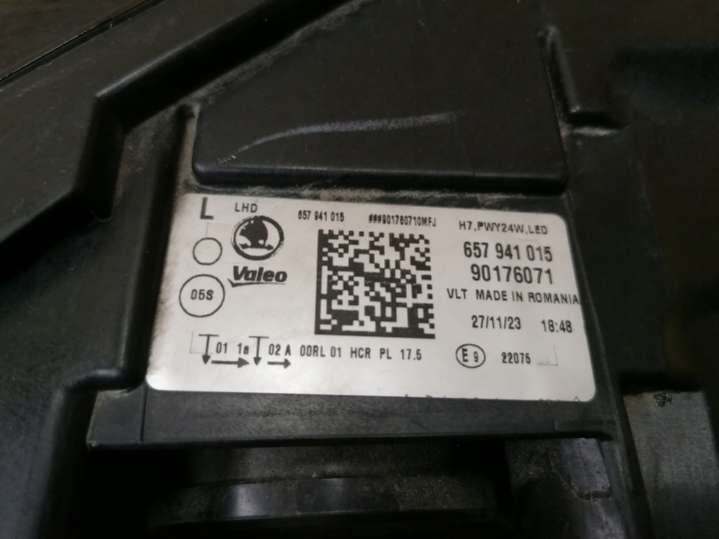 L LHD 657 941 015 ###901760710MFJ H7,PWY24W,LED
657 941 015
Valeo 90176071
05S VLT MADE IN ROMANIA
27/11/23 18:48
01 1a 02 A 00RL 01 HCR PL 17.5 E9 22075